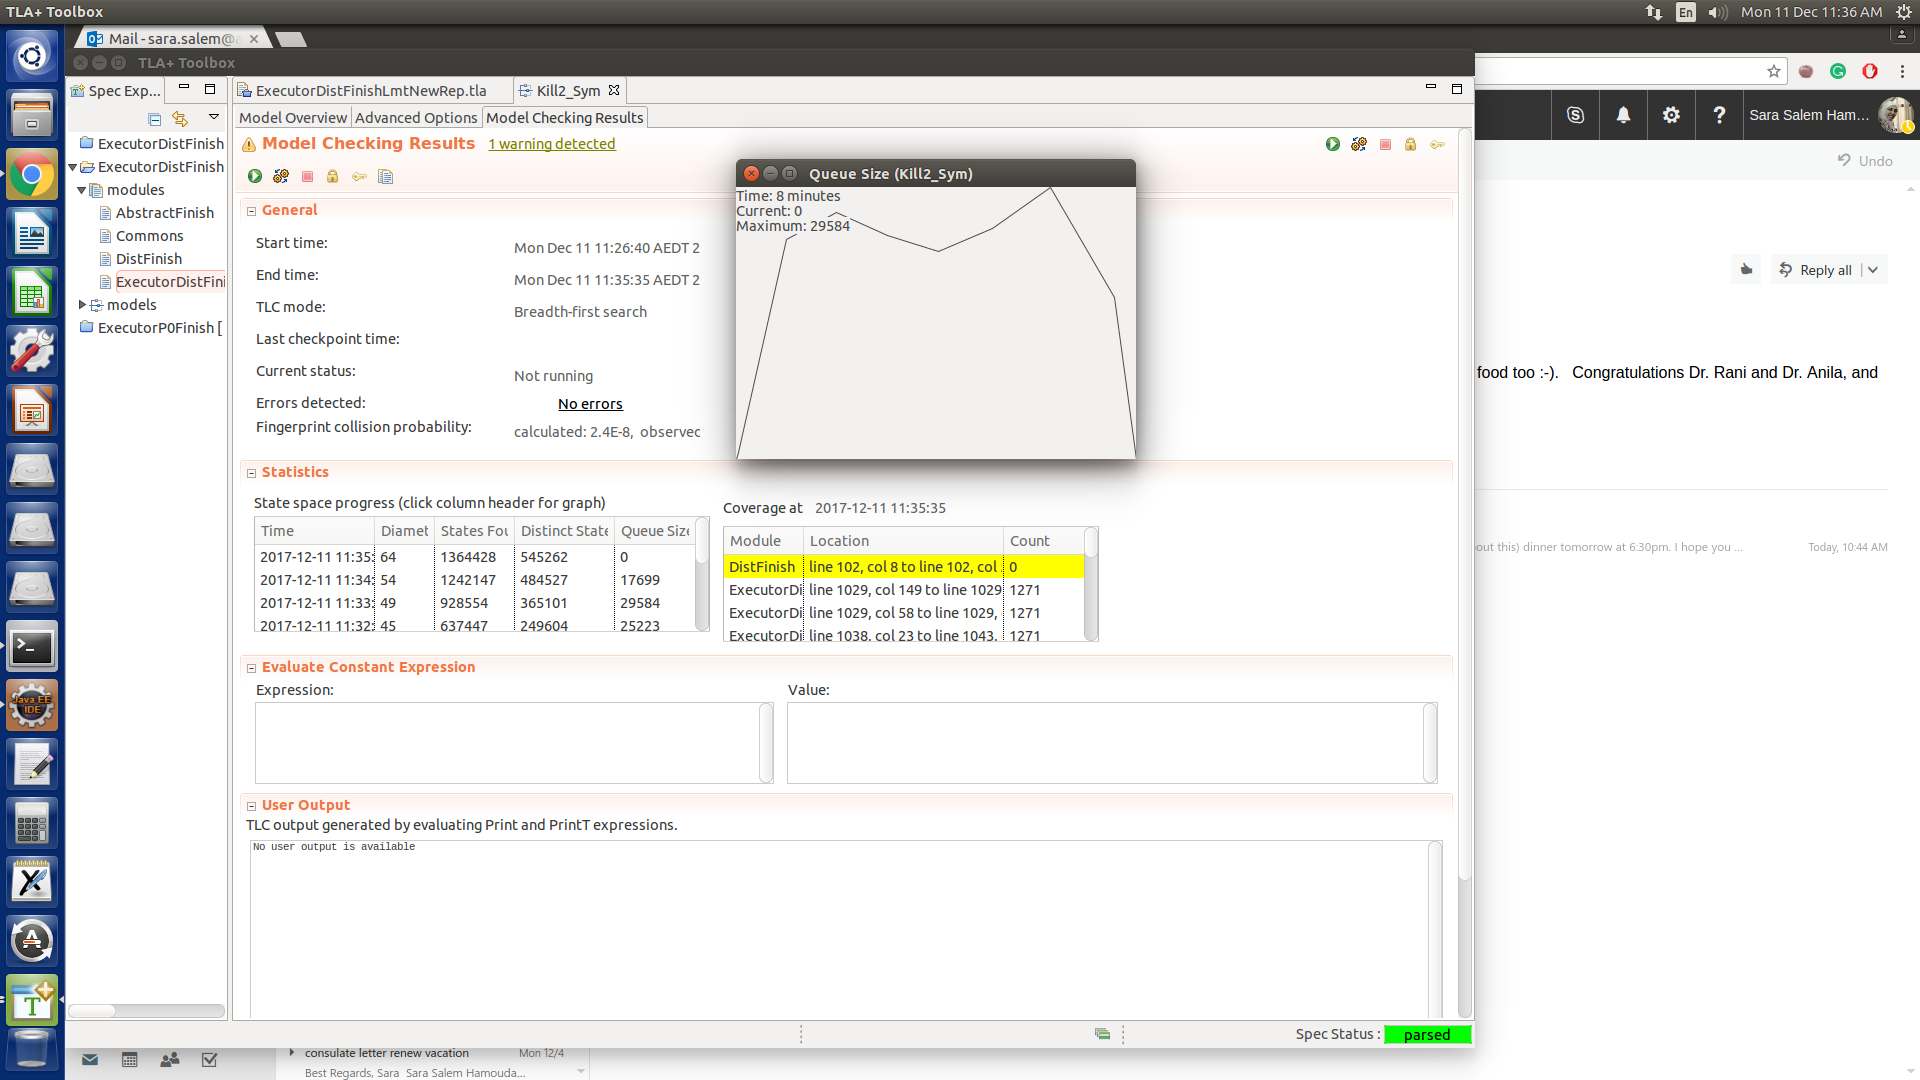 TLA+ Toolbox
En
Mon 11 Dec 11:36 AM
Mail - sara.salem@
TLA+ Toolbox
Spec Exp...
ExecutorDistFinishLmtNewRep.tla
Kill2_Sym
Model Overview
Advanced Options
Model Checking Results
Model Checking Results
1 warning detected
ExecutorDistFinish
ExecutorDistFinish
modules
AbstractFinish
Commons
DistFinish
ExecutorDistFini
models
ExecutorP0Finish [
General
Start time:
Mon Dec 11 11:26:40 AEDT 2
End time:
Mon Dec 11 11:35:35 AEDT 2
TLC mode:
Breadth-first search
Last checkpoint time:
Current status:
Not running
Errors detected:
No errors
Fingerprint collision probability:
calculated: 2.4E-8, observed
Queue Size (Kill2_Sym)
Time: 8 minutes
Current: 0
Maximum: 29584
Statistics
State space progress (click column header for graph)
Time Diamet States Fou Distinct State Queue Size
2017-12-11 11:35: 64 1364428 545262 0
2017-12-11 11:34: 54 1242147 484527 17699
2017-12-11 11:33: 49 928554 365101 29584
2017-12-11 11:32: 45 637447 249604 25223
Coverage at 2017-12-11 11:35:35
Module Location Count
DistFinish line 102, col 8 to line 102, col 0
ExecutorDi line 1029, col 149 to line 1029 1271
ExecutorDi line 1029, col 58 to line 1029, 1271
ExecutorDi line 1038, col 23 to line 1043, 1271
Evaluate Constant Expression
Expression:
Value:
User Output
TLC output generated by evaluating Print and PrintT expressions.
No user output is available
Spec Status : parsed
Sara Salem Ham...
Undo
Reply all
food too :-). Congratulations Dr. Rani and Dr. Anila, and
out this) dinner tomorrow at 6:30pm. I hope you ...
Today, 10:44 AM
consulate letter renew vacation
Mon 12/4
Best Regards, Sara Sara Salem Hamouda...
Java EE
IDE